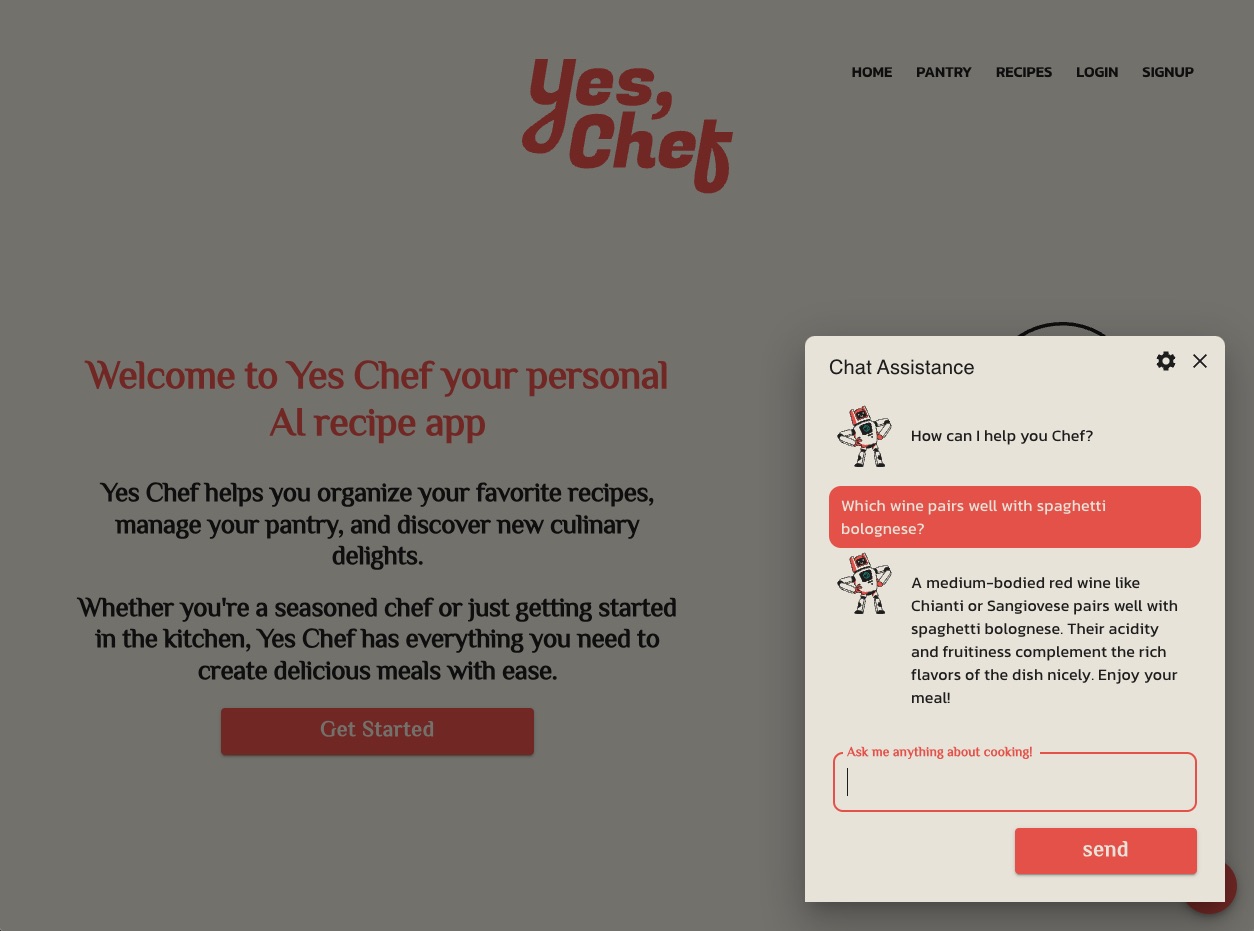 Yes,
Chef
HOME PANTRY RECIPES LOGIN SIGNUP
Welcome to Yes Chef your personal
AI recipe app
Yes Chef helps you organize your favorite recipes,
manage your pantry, and discover new culinary
delights.
Whether you're a seasoned chef or just getting started
in the kitchen, Yes Chef has everything you need to
create delicious meals with ease.
Get Started
Chat Assistance
How can I help you Chef?
Which wine pairs well with spaghetti
bolognese?
A medium-bodied red wine like
Chianti or Sangiovese pairs well with
spaghetti bolognese. Their acidity
and fruitiness complement the rich
flavors of the dish nicely. Enjoy your
meal!
Ask me anything about cooking!
send